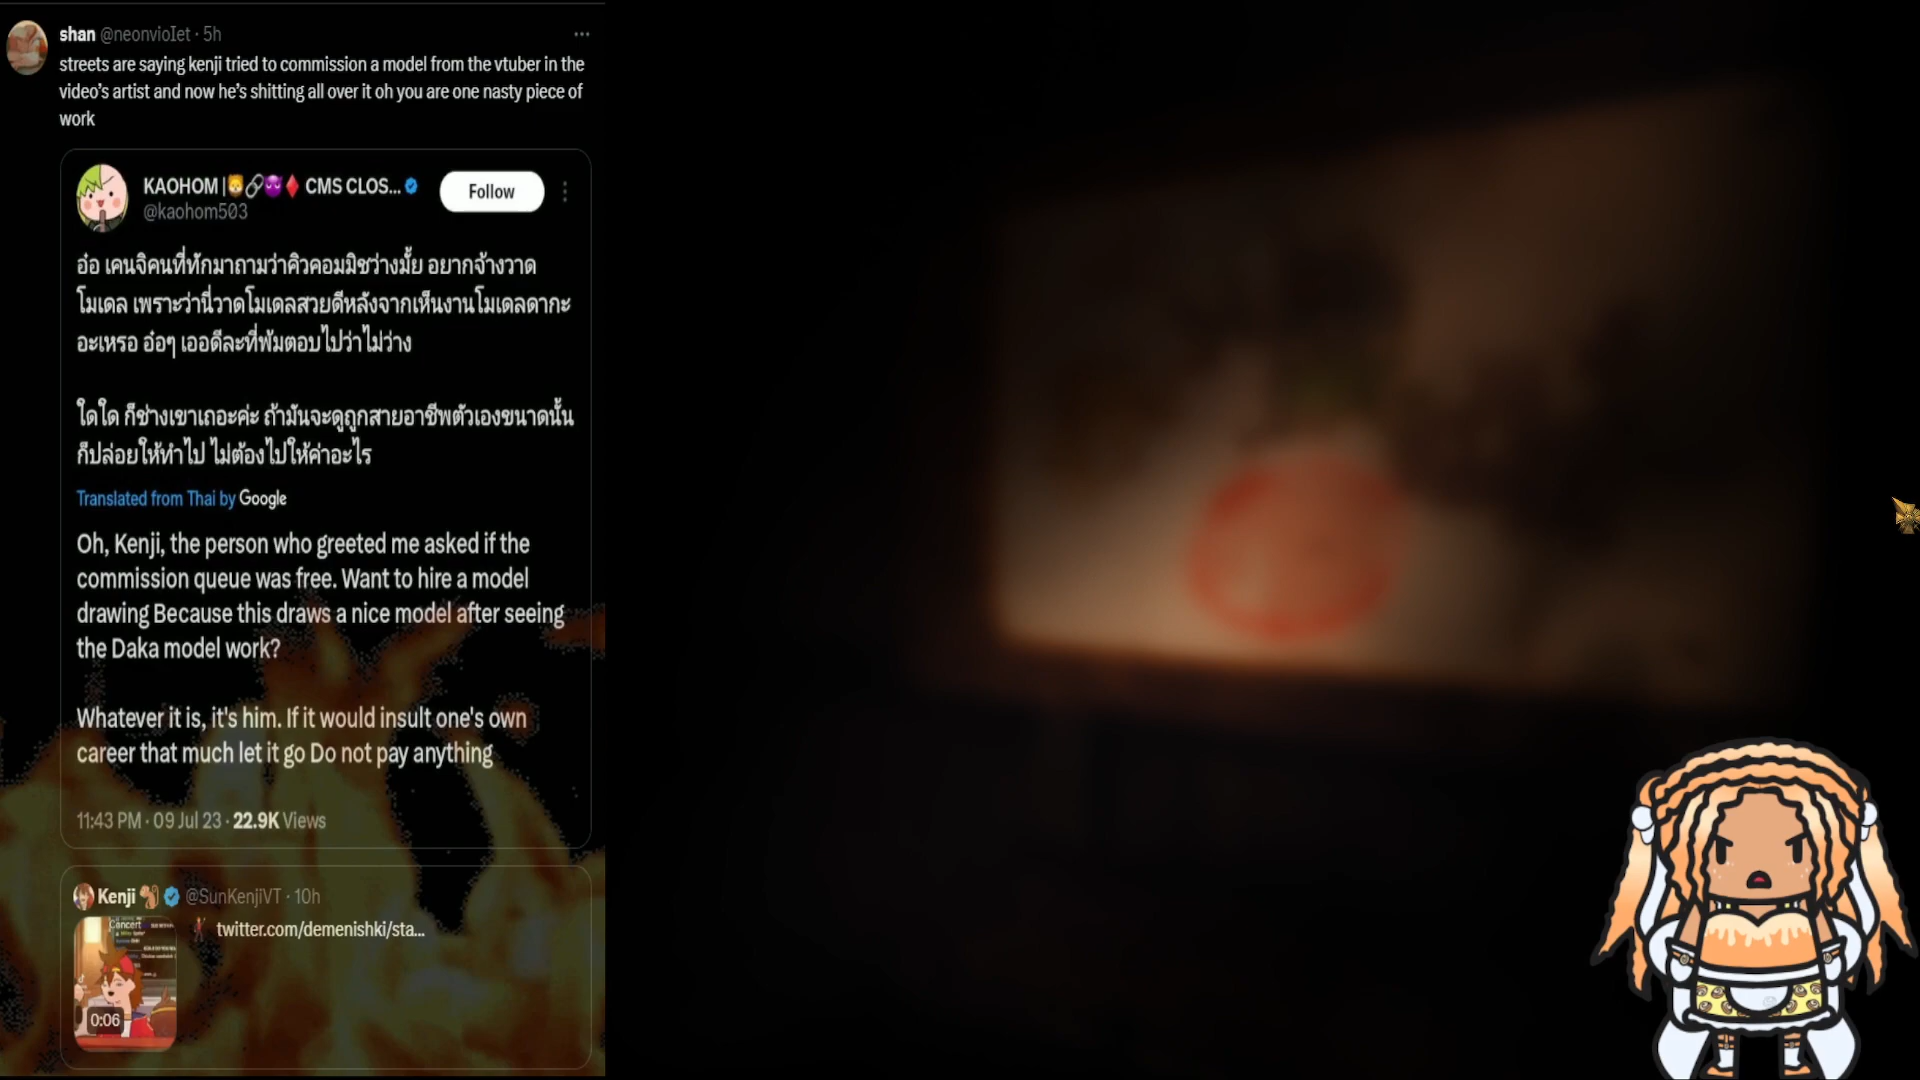 shan @neonvioIet · 5h
streets are saying kenji tried to commission a model from the vtuber in the
video's artist and now he's shitting all over it oh you are one nasty piece of
work
KAOHOM | CMS CLOS...
Follow
@kaohom503
อ๋อ เคนจิคนที่ทักมาถามว่าคิวคอมมิชว่างมั้ย อยากจ้างวาด
โมเดล เพราะว่านี่วาดโมเดลสวยดีหลังจากเห็นงานโมเดลดากะ
อะเหรอ อ๋อๆ เออดีละที่พ้มตอบไปว่าไม่ว่าง
ใดใด ก็ช่างเขาเถอะค่ะ ถ้ามันจะดูถูกสายอาชีพตัวเองขนาดนั้น
ก็ปล่อยให้ทำไป ไม่ต้องไปให้ค่าอะไร
Translated from Thai by Google
Oh, Kenji, the person who greeted me asked if the
commission queue was free. Want to hire a model
drawing Because this draws a nice model after seeing
the Daka model work?
Whatever it is, it's him. If it would insult one's own
career that much let it go Do not pay anything
11:43 PM · 09 Jul 23 · 22.9K Views
Kenji @SunKenjiVT · 10h
twitter.com/demenishki/sta...
Concert
0:06